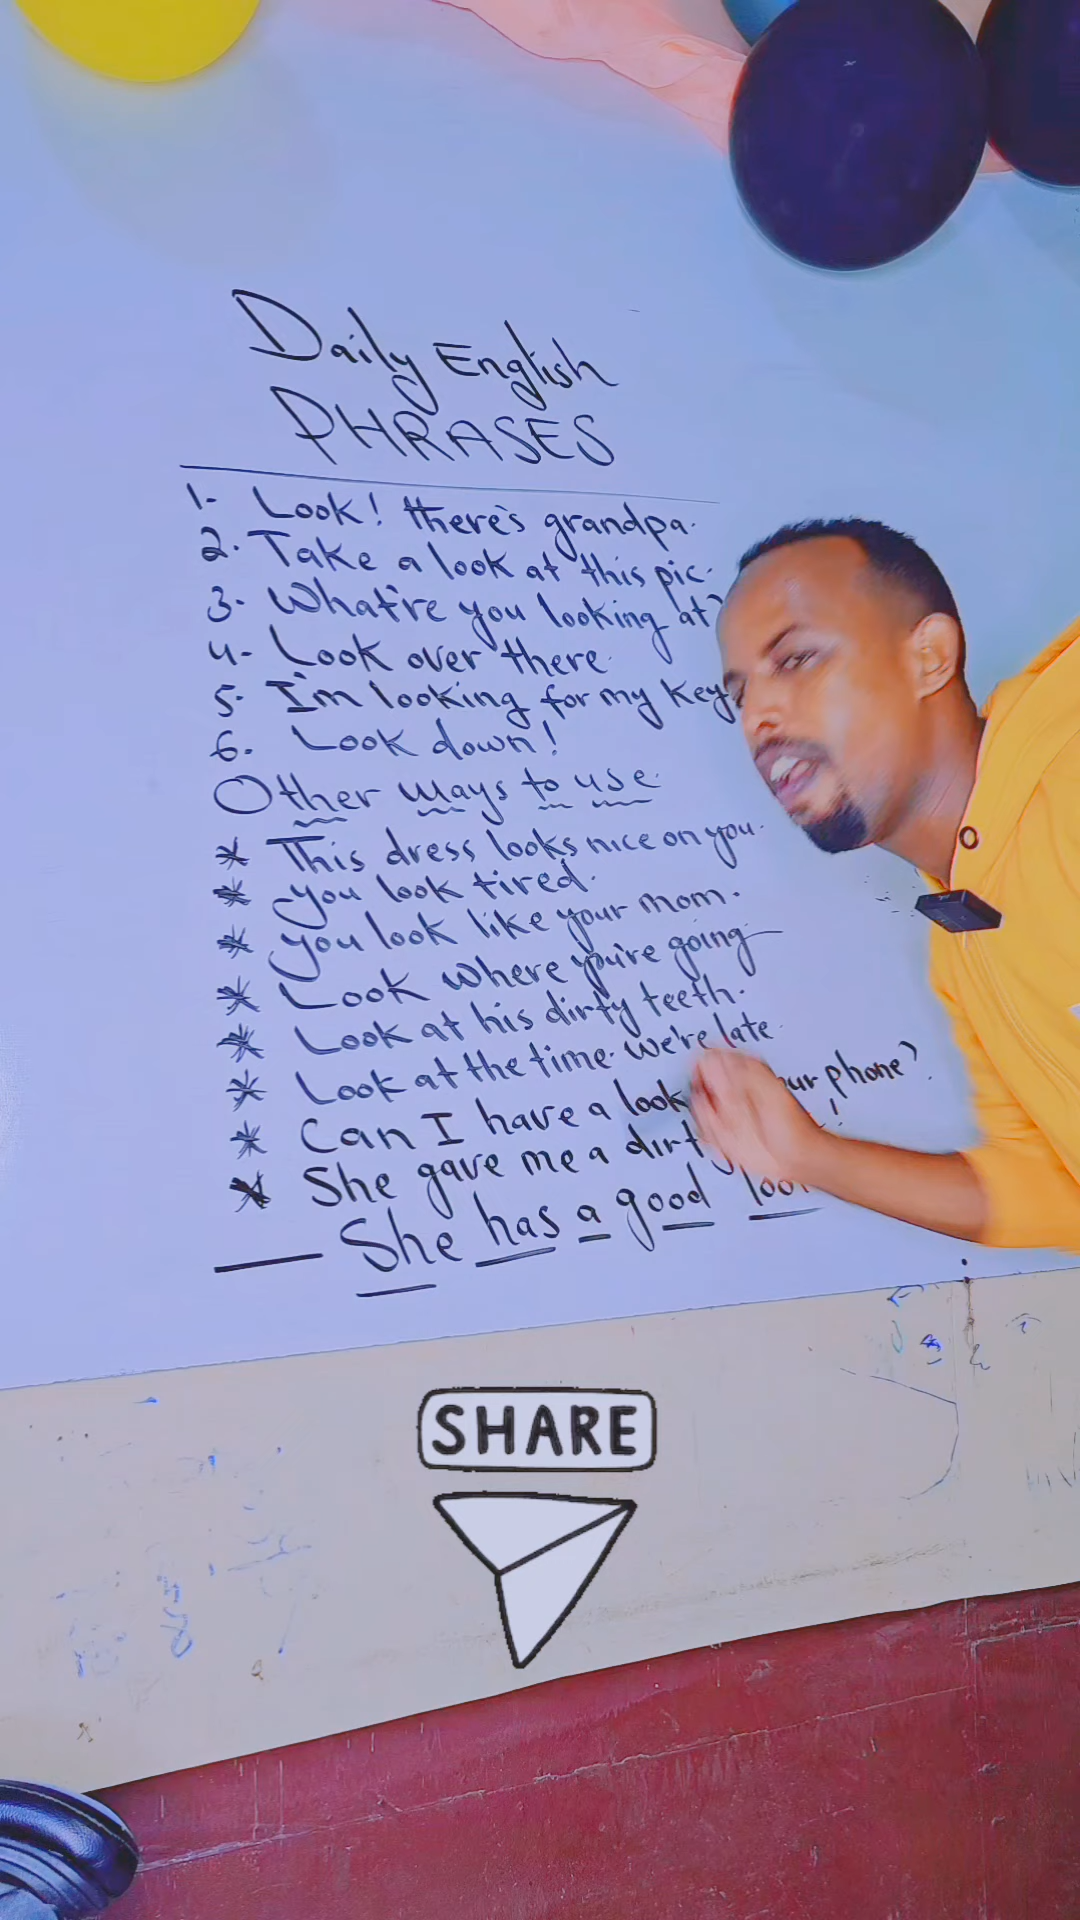 Daily English
PHRASES
1- Look! there's grandpa.
2. Take a look at this pic.
3- What're you looking at?
4- Look over there.
5- I'm looking for my key
6- Look down!
Other ways to use.
* This dress looks nice on you.
* you look tired.
* you look like your mom.
* Look where you're going
* Look at his dirty teeth.
* Look at the time. We're late.
* Can I have a look phone?
* She gave me a !
She has a good
SHARE